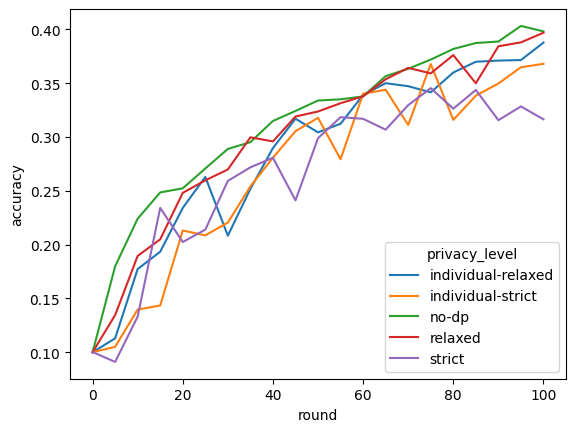 0.40
0.35
0.30
0.25
0.20
0.15
0.10
accuracy
0 20 40 60 80 100
round
privacy_level
individual-relaxed
individual-strict
no-dp
relaxed
strict